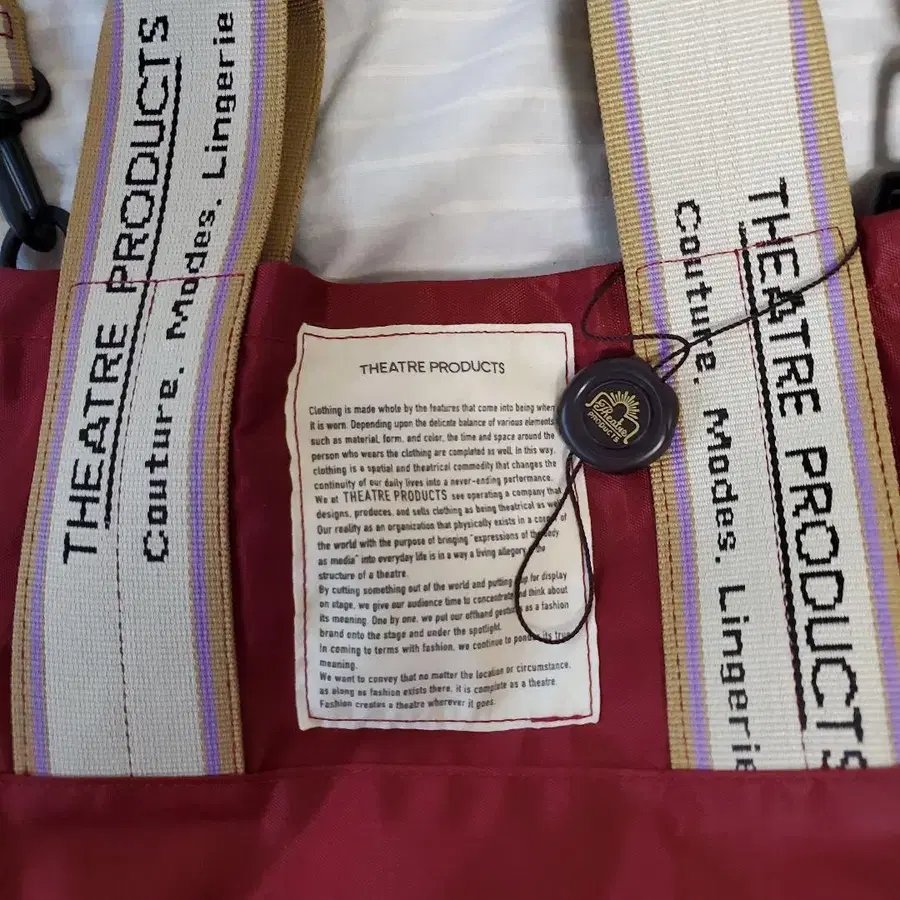 THEATRE PRODUCTS
Couture. Modes. Lingerie
THEATRE PRODUCTS
Clothing is made whole by the features that come into being when
it is worn. Depending upon the delicate balance of various elements
such as material, form, and color, the time and space around the
person who wears the clothing are completed as well. In this way,
clothing is a spatial and theatrical commodity that changes the
continuity of our daily lives into a never-ending performance.
We at THEATRE PRODUCTS see operating a company that
designs, produces, and sells clothing as being theatrical as well
Our reality as an organization that physically exists in a of
the world with the purpose of bringing "expressions of the body
as media" into everyday life is in a way a living allegory the
structure of a theatre.
By cutting something out of the world and putting up for display
on stage, we give our audience time to concentrate and think about
its meaning. One by one, we put our offhand gestures as a fashion
brand onto the stage and under the spotlight.
In coming to terms with fashion, we continue to ponder its true
meaning.
We want to convey that no matter the location or circumstance,
as along as fashion exists there, it is complete as a theatre.
Fashion creates a theatre wherever it goes.
Theatre
PRODUCTS
THEATRE PRODUCTS
Couture. Modes. Lingerie